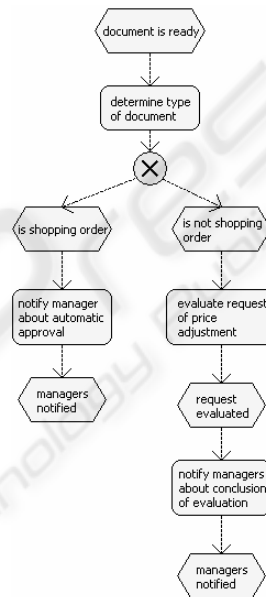 document is ready
determine type
of document
is shopping order
is not shopping
order
notify manager
about automatic
approval
evaluate request
of price
adjustment
managers
notified
request
evaluated
notify managers
about conclusion
of evaluation
managers
notified